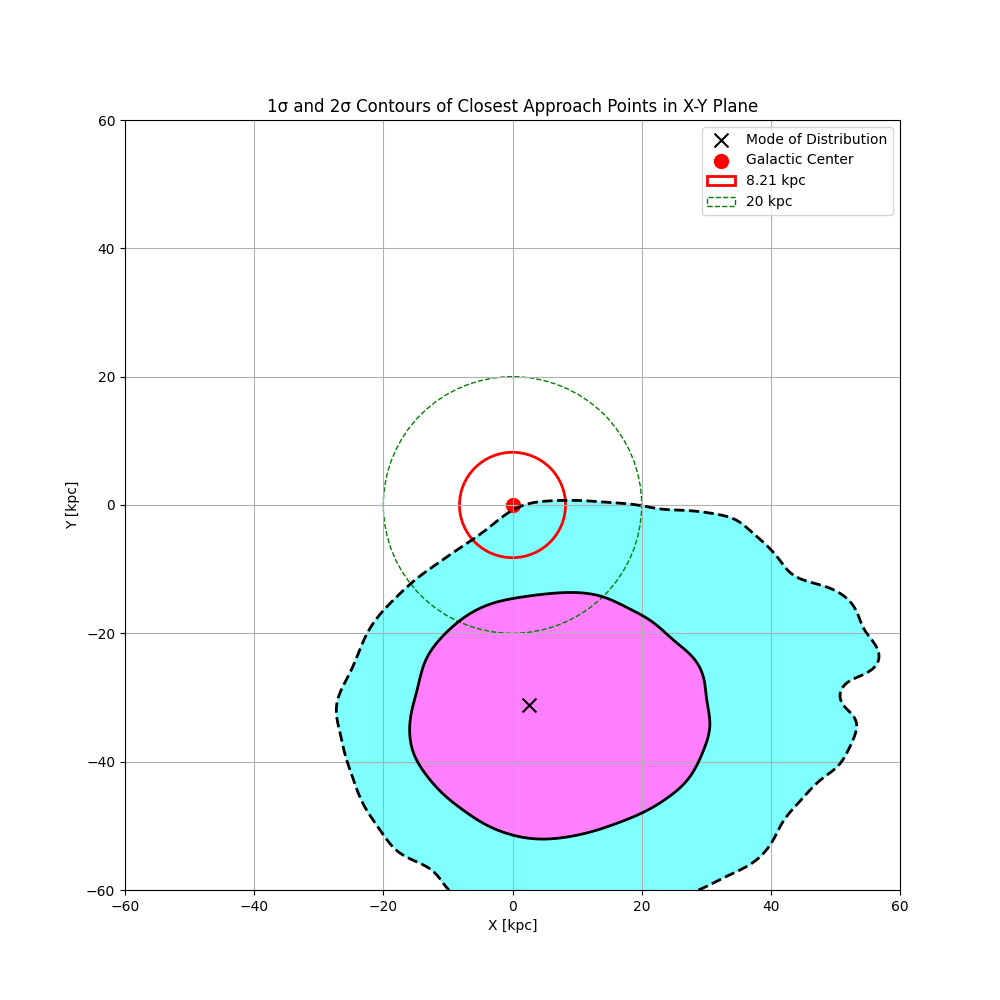 1σ and 2σ Contours of Closest Approach Points in X-Y Plane
Mode of Distribution
Galactic Center
8.21 kpc
20 kpc
60
40
20
0
−20
−40
−60
Y [kpc]
−60 −40 −20 0 20 40 60
X [kpc]